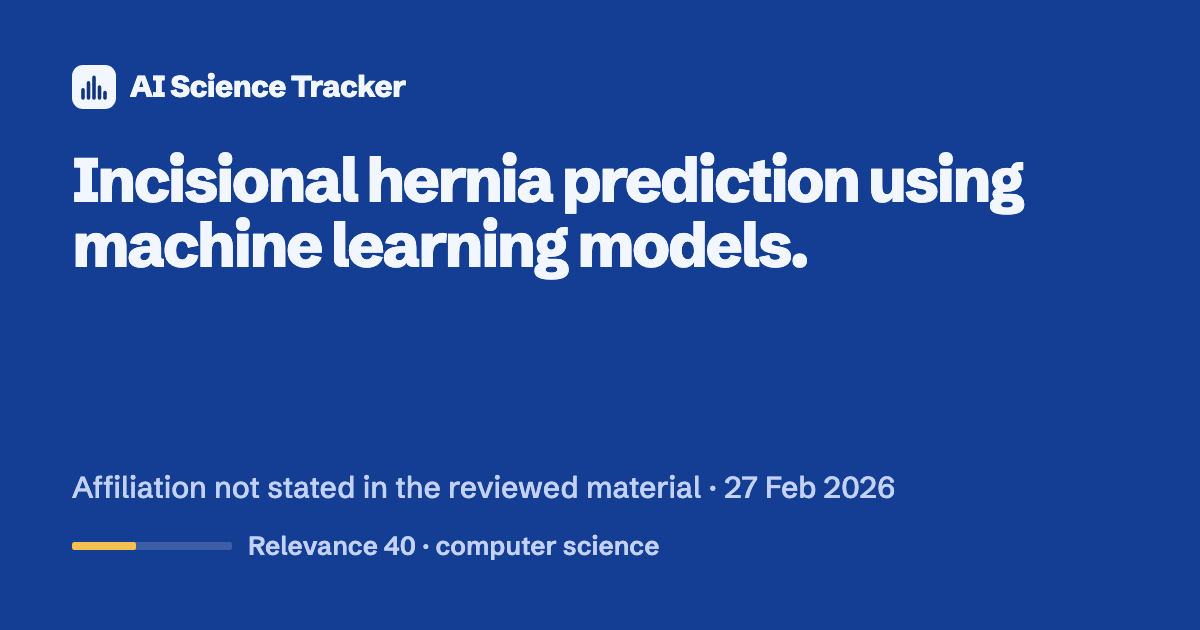 AI Science Tracker
Incisional hernia prediction using
machine learning models.
Affiliation not stated in the reviewed material · 27 Feb 2026
Relevance 40 · computer science